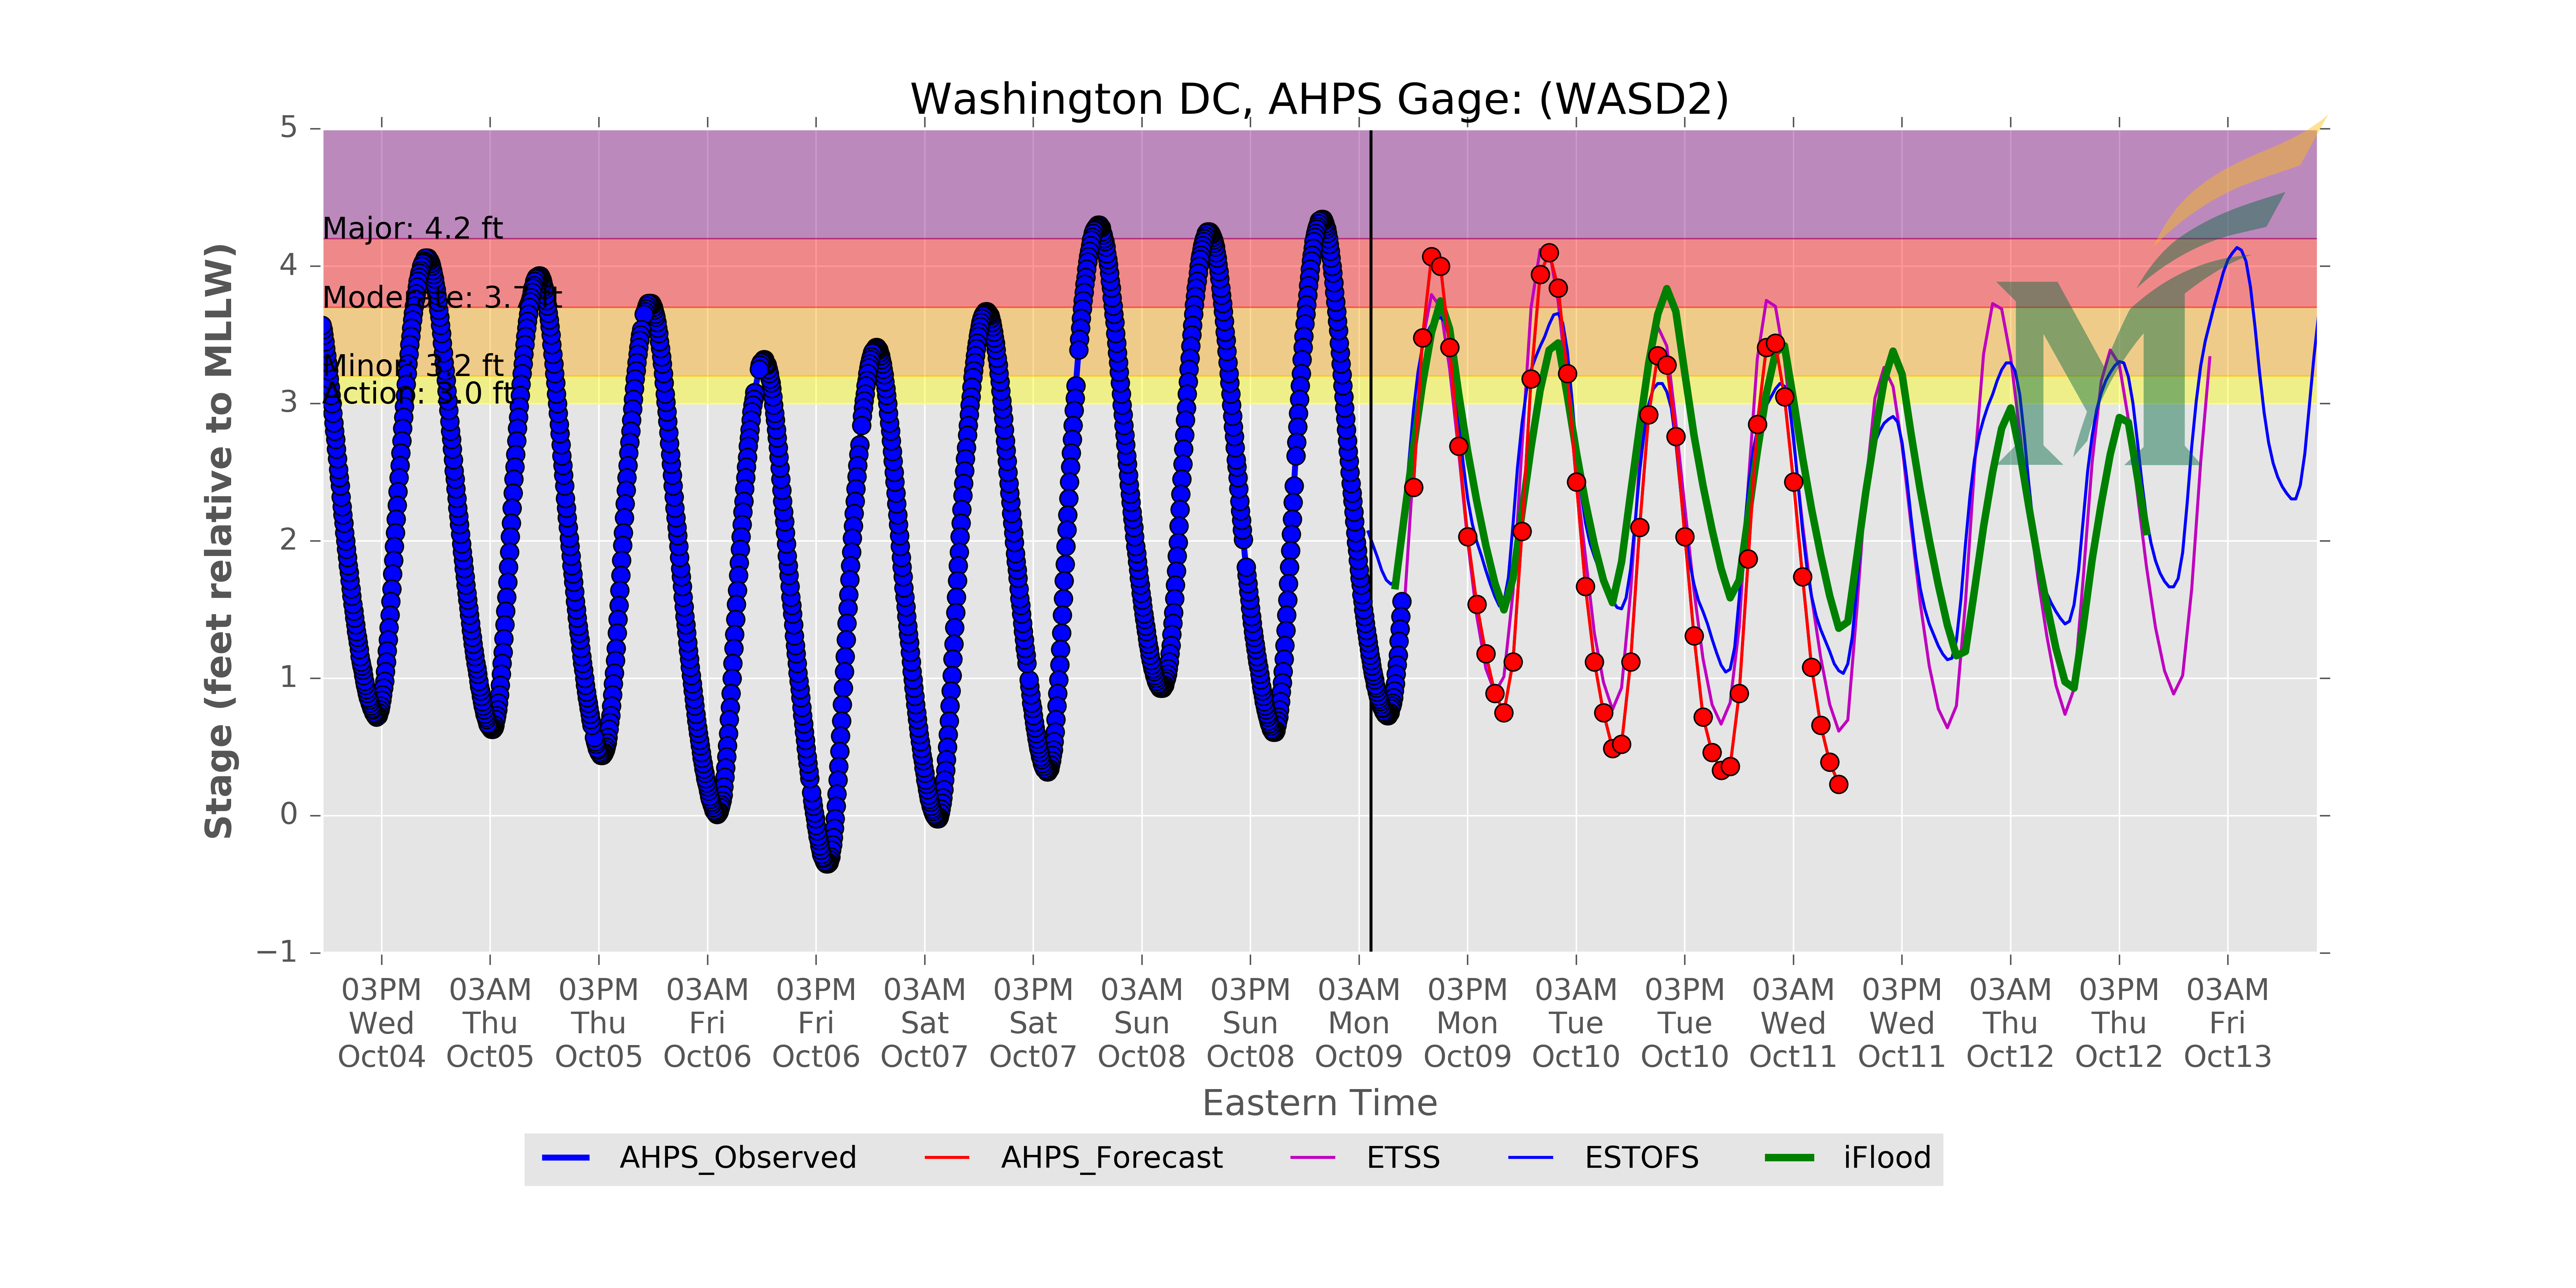 Washington DC, AHPS Gage: (WASD2)
Stage (feet relative to MLLW)
5
4
3
2
1
0
−1
Major: 4.2 ft
Moderate: 3.7 ft
Minor: 3.2 ft
Action: 3.0 ft
M
03PM 03AM 03PM 03AM 03PM 03AM 03PM 03AM 03PM 03AM 03PM 03AM 03PM 03AM 03PM 03AM 03PM 03AM
Wed Thu Thu Fri Fri Sat Sat Sun Sun Mon Mon Tue Tue Wed Wed Thu Thu Fri
Oct04 Oct05 Oct05 Oct06 Oct06 Oct07 Oct07 Oct08 Oct08 Oct09 Oct09 Oct10 Oct10 Oct11 Oct11 Oct12 Oct12 Oct13
Eastern Time
AHPS_Observed AHPS_Forecast ETSS ESTOFS iFlood